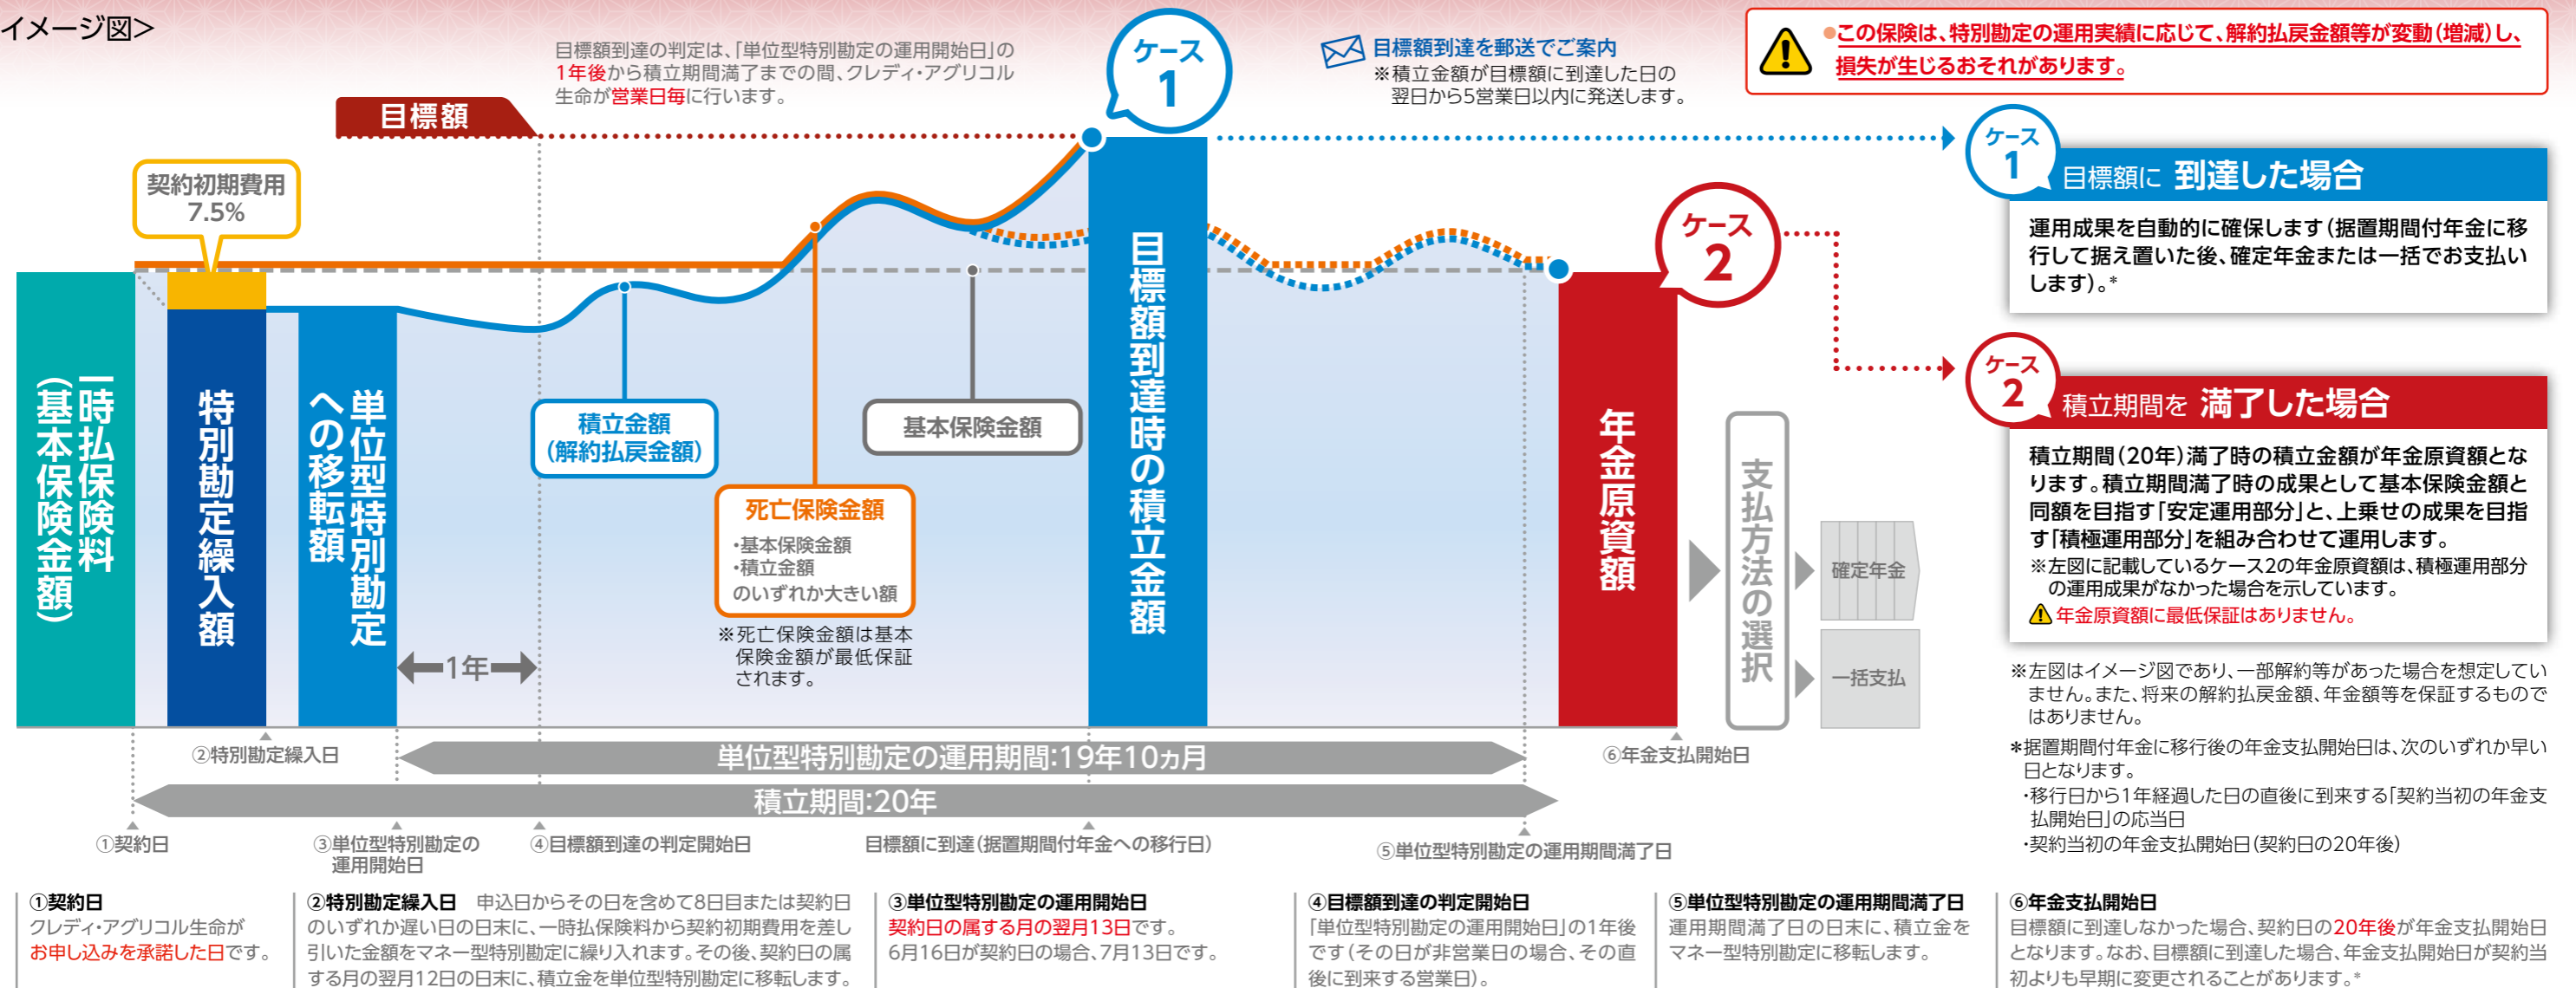 イメージ図>
目標額到達の判定は、「単位型特別勘定の運用開始日」の
1年後から積立期間満了までの間、クレディ・アグリコル
生命が営業日毎に行います。
ケース
1
目標額到達を郵送でご案内
※積立金額が目標額に到達した日の
翌日から5営業日以内に発送します。
●この保険は、特別勘定の運用実績に応じて、解約払戻金額等が変動(増減)し、
損失が生じるおそれがあります。
目標額
契約初期費用
7.5%
一時払保険料
(基本保険金額)
特別勘定繰入額
単位型特別勘定
への移転額
積立金額
(解約払戻金額)
死亡保険金額
・基本保険金額
・積立金額
のいずれか大きい額
※死亡保険金額は基本
保険金額が最低保証
されます。
基本保険金額
目標額到達時の積立金額
ケース
2
年金原資額
支払方法の選択
確定年金
一括支払
1年
②特別勘定繰入日
単位型特別勘定の運用期間:19年10ヵ月
⑥年金支払開始日
積立期間:20年
①契約日
③単位型特別勘定の
運用開始日
④目標額到達の判定開始日
目標額に到達(据置期間付年金への移行日)
⑤単位型特別勘定の運用期間満了日
ケース
1
目標額に 到達した場合
運用成果を自動的に確保します(据置期間付年金に移
行して据え置いた後、確定年金または一括でお支払い
します)。*
ケース
2
積立期間を 満了した場合
積立期間(20年)満了時の積立金額が年金原資額とな
ります。積立期間満了時の成果として基本保険金額と
同額を目指す「安定運用部分」と、上乗せの成果を目指
す「積極運用部分」を組み合わせて運用します。
※左図に記載しているケース2の年金原資額は、積極運用部分
の運用成果がなかった場合を示しています。
年金原資額に最低保証はありません。
※左図はイメージ図であり、一部解約等があった場合を想定してい
ません。また、将来の解約払戻金額、年金額等を保証するもので
はありません。
*据置期間付年金に移行後の年金支払開始日は、次のいずれか早い
日となります。
・移行日から1年経過した日の直後に到来する「契約当初の年金支
払開始日」の応当日
・契約当初の年金支払開始日(契約日の20年後)
①契約日
クレディ・アグリコル生命が
お申し込みを承諾した日です。
②特別勘定繰入日 申込日からその日を含めて8日目または契約日
のいずれか遅い日の日末に、一時払保険料から契約初期費用を差し
引いた金額をマネー型特別勘定に繰り入れます。その後、契約日の属
する月の翌月12日の日末に、積立金を単位型特別勘定に移転します。
③単位型特別勘定の運用開始日
契約日の属する月の翌月13日です。
6月16日が契約日の場合、7月13日です。
④目標額到達の判定開始日
「単位型特別勘定の運用開始日」の1年後
です(その日が非営業日の場合、その直
後に到来する営業日)。
⑤単位型特別勘定の運用期間満了日
運用期間満了日の日末に、積立金を
マネー型特別勘定に移転します。
⑥年金支払開始日
目標額に到達しなかった場合、契約日の20年後が年金支払開始日
となります。なお、目標額に到達した場合、年金支払開始日が契約当
初よりも早期に変更されることがあります。*